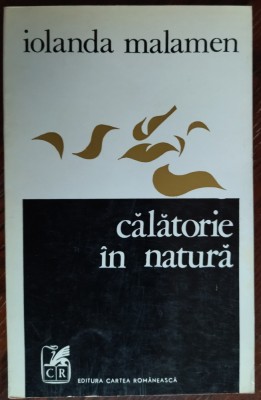 iolanda malamen
călătorie
în natură
CR
EDITURA CARTEA ROMÂNEASCĂ